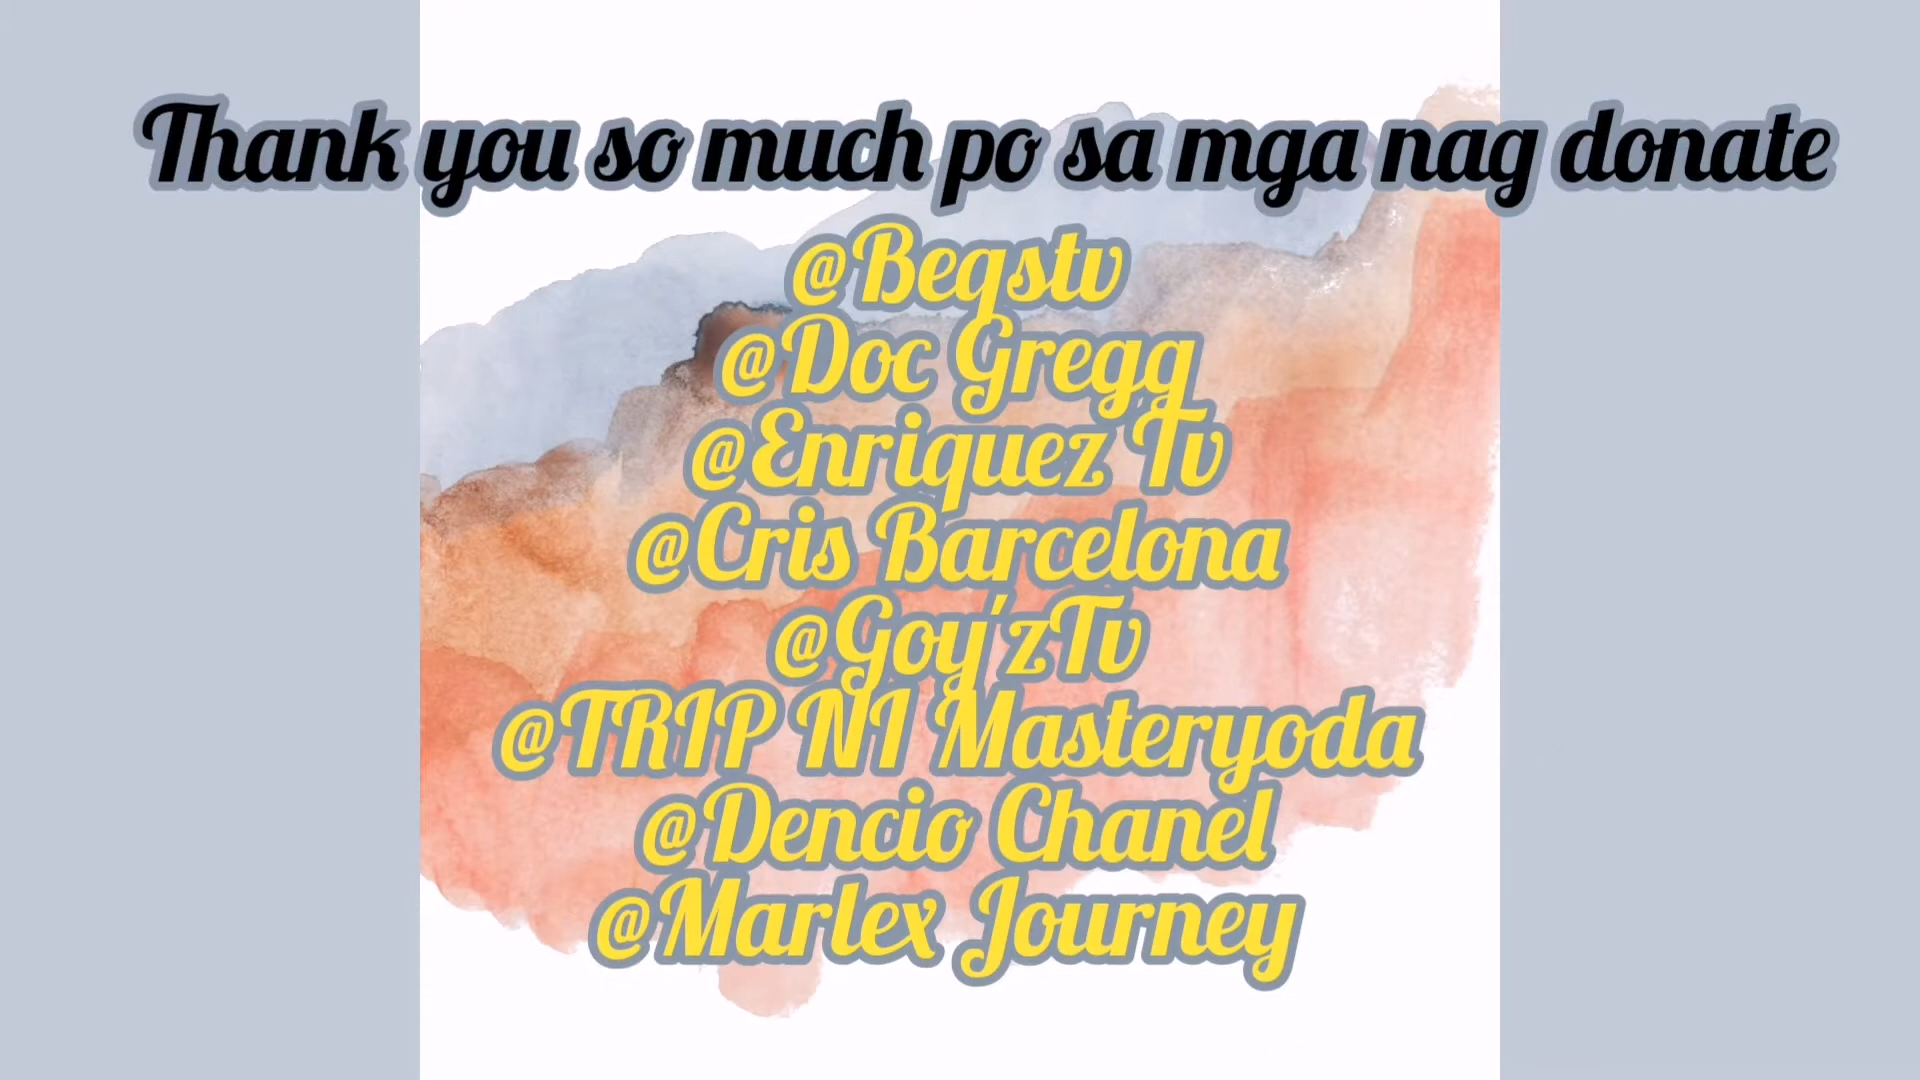 Thank you so much po sa mga nag donate
@Begstv
@Doc Gregg
@Enriquez Tv
@Cris Barcelona
@Goy'zTv
@TRIP NI Masteryoda
@Dencio Chanel
@Marlex Journey